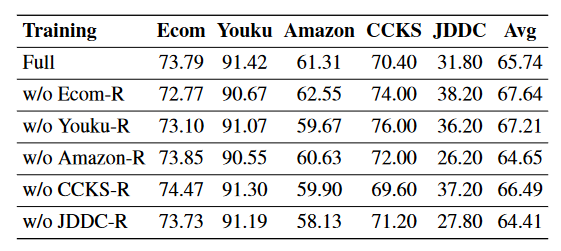 Training Ecom Youku Amazon CCKS JDDC Avg
Full 73.79 91.42 61.31 70.40 31.80 65.74
w/o Ecom-R 72.77 90.67 62.55 74.00 38.20 67.64
w/o Youku-R 73.10 91.07 59.67 76.00 36.20 67.21
w/o Amazon-R 73.85 90.55 60.63 72.00 26.20 64.65
w/o CCKS-R 74.47 91.30 59.90 69.60 37.20 66.49
w/o JDDC-R 73.73 91.19 58.13 71.20 27.80 64.41